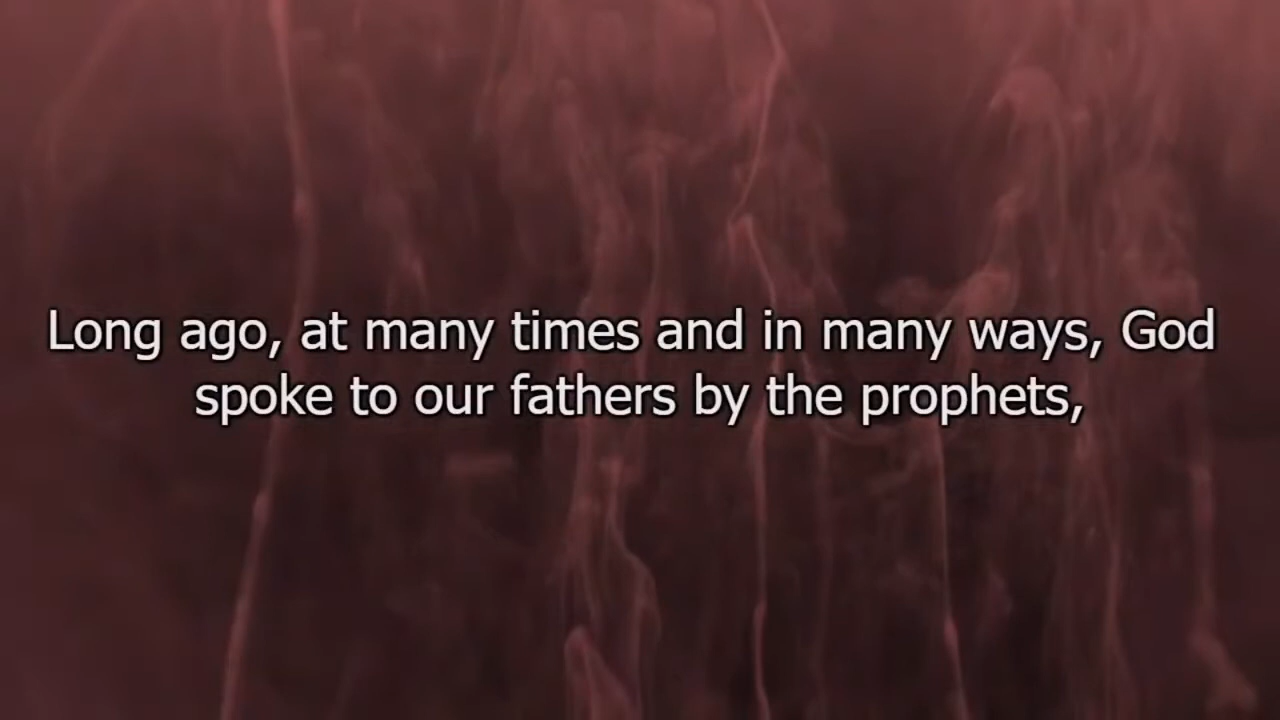 Long ago, at many times and in many ways, God
spoke to our fathers by the prophets,